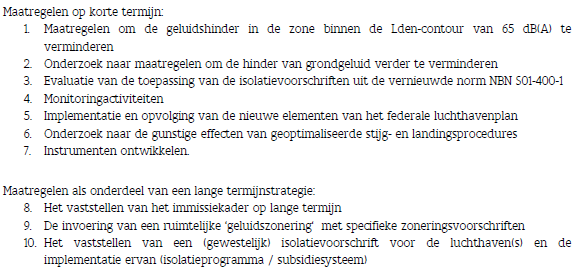 Maatregelen op korte termijn:
1. Maatregelen om de geluidshinder in de zone binnen de Lden-contour van 65 dB(A) te
verminderen
2. Onderzoek naar maatregelen om de hinder van grondgeluid verder te verminderen
3. Evaluatie van de toepassing van de isolatievoorschriften uit de vernieuwde norm NBN S01-400-1
4. Monitoringactiviteiten
5. Implementatie en opvolging van de nieuwe elementen van het federale luchthavenplan
6. Onderzoek naar de gunstige effecten van geoptimaliseerde stijg- en landingsprocedures
7. Instrumenten ontwikkelen.
Maatregelen als onderdeel van een lange termijnstrategie:
8. Het vaststellen van het immissiekader op lange termijn
9. De invoering van een ruimtelijke 'geluidszonering' met specifieke zoneringsvoorschriften
10. Het vaststellen van een (gewestelijk) isolatievoorschrift voor de luchthaven(s) en de
implementatie ervan (isolatieprogramma / subsidiesysteem)